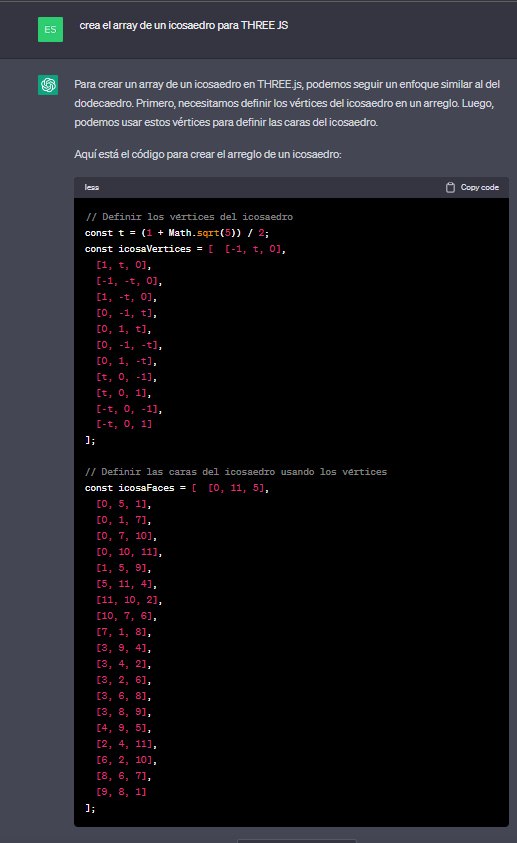 ES
crea el array de un icosaedro para THREE JS
Para crear un array de un icosaedro en THREE.js, podemos seguir un enfoque similar al del
dodecaedro. Primero, necesitamos definir los vértices del icosaedro en un arreglo. Luego,
podemos usar estos vértices para definir las caras del icosaedro.
Aquí está el código para crear el arreglo de un icosaedro:
less
Copy code
// Definir los vértices del icosaedro
const t = (1 + Math.sqrt(5)) / 2;
const icosaVertices = [  [-1, t, 0],
[1, t, 0],
[-1, -t, 0],
[1, -t, 0],
[0, -1, t],
[0, 1, t],
[0, -1, -t],
[0, 1, -t],
[t, 0, -1],
[t, 0, 1],
[-t, 0, -1],
[-t, 0, 1]
];
// Definir las caras del icosaedro usando los vértices
const icosaFaces = [  [0, 11, 5],
[0, 5, 1],
[0, 1, 7],
[0, 7, 10],
[0, 10, 11],
[1, 5, 9],
[5, 11, 4],
[11, 10, 2],
[10, 7, 6],
[7, 1, 8],
[3, 9, 4],
[3, 4, 2],
[3, 2, 6],
[3, 6, 8],
[3, 8, 9],
[4, 9, 5],
[2, 4, 11],
[6, 2, 10],
[8, 6, 7],
[9, 8, 1]
];